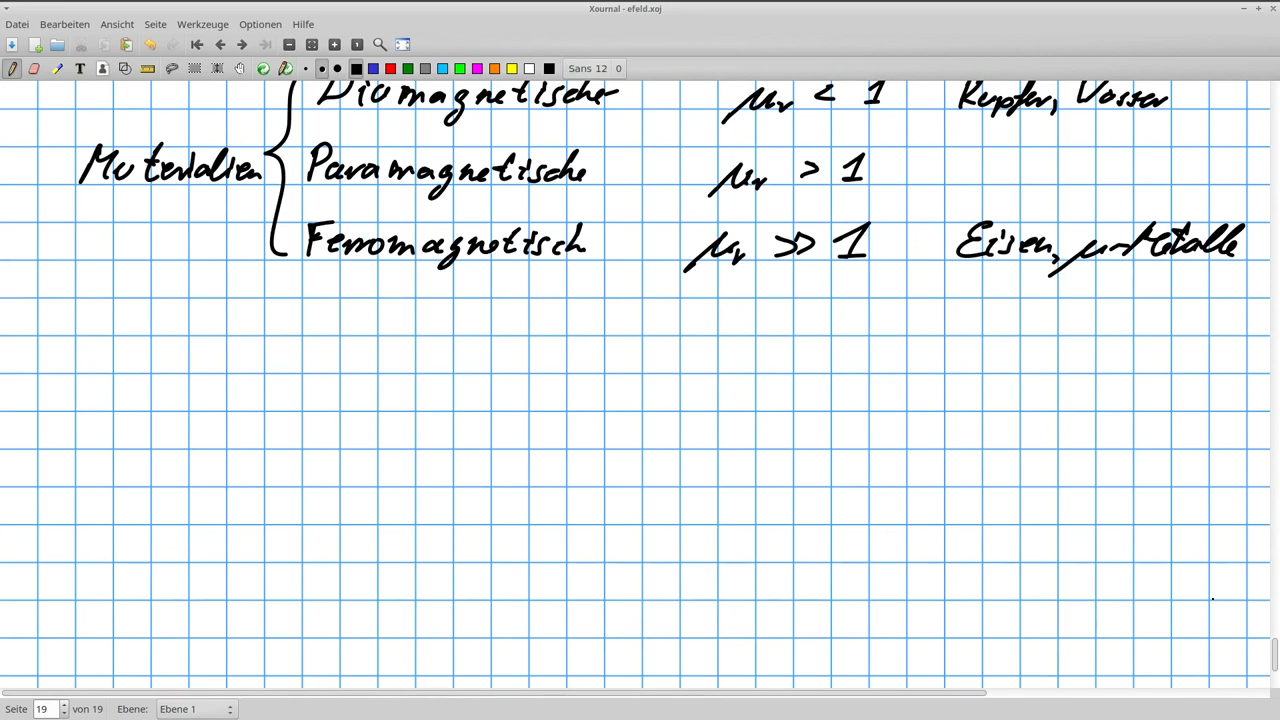 Xournal - efeld.xoj
Datei Bearbeiten Ansicht Seite Werkzeuge Optionen Hilfe
Sans 12 0
Diamagnetische μr < 1 Kupfer, Wasser
Materialien { Paramagnetische μr > 1
Ferromagnetisch μr ≫ 1 Eisen, μ-Metalle
Seite 19 von 19 Ebene: Ebene 1